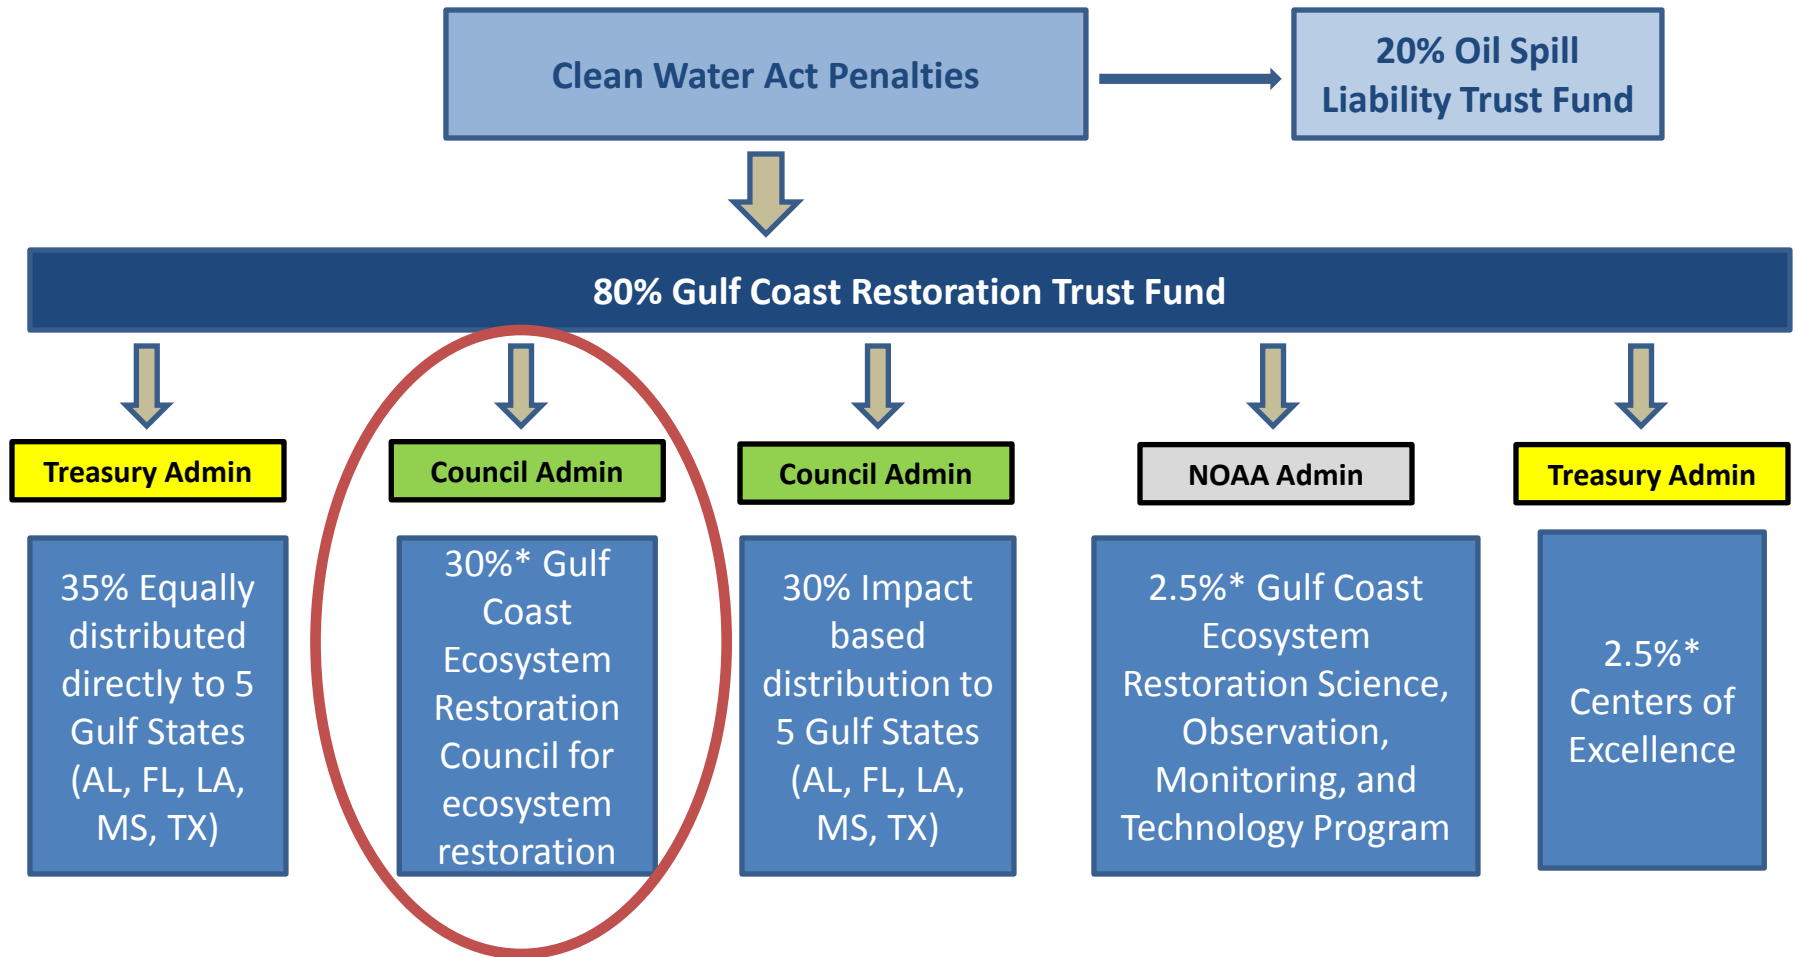 Clean Water Act Penalties
20% Oil Spill
Liability Trust Fund
80% Gulf Coast Restoration Trust Fund
Treasury Admin
35% Equally
distributed
directly to 5
Gulf States
(AL, FL, LA,
MS, TX)
Council Admin
30%* Gulf
Coast
Ecosystem
Restoration
Council for
ecosystem
restoration
Council Admin
30% Impact
based
distribution to
5 Gulf States
(AL, FL, LA,
MS, TX)
NOAA Admin
2.5%* Gulf Coast
Ecosystem
Restoration Science,
Observation,
Monitoring, and
Technology Program
Treasury Admin
2.5%*
Centers of
Excellence